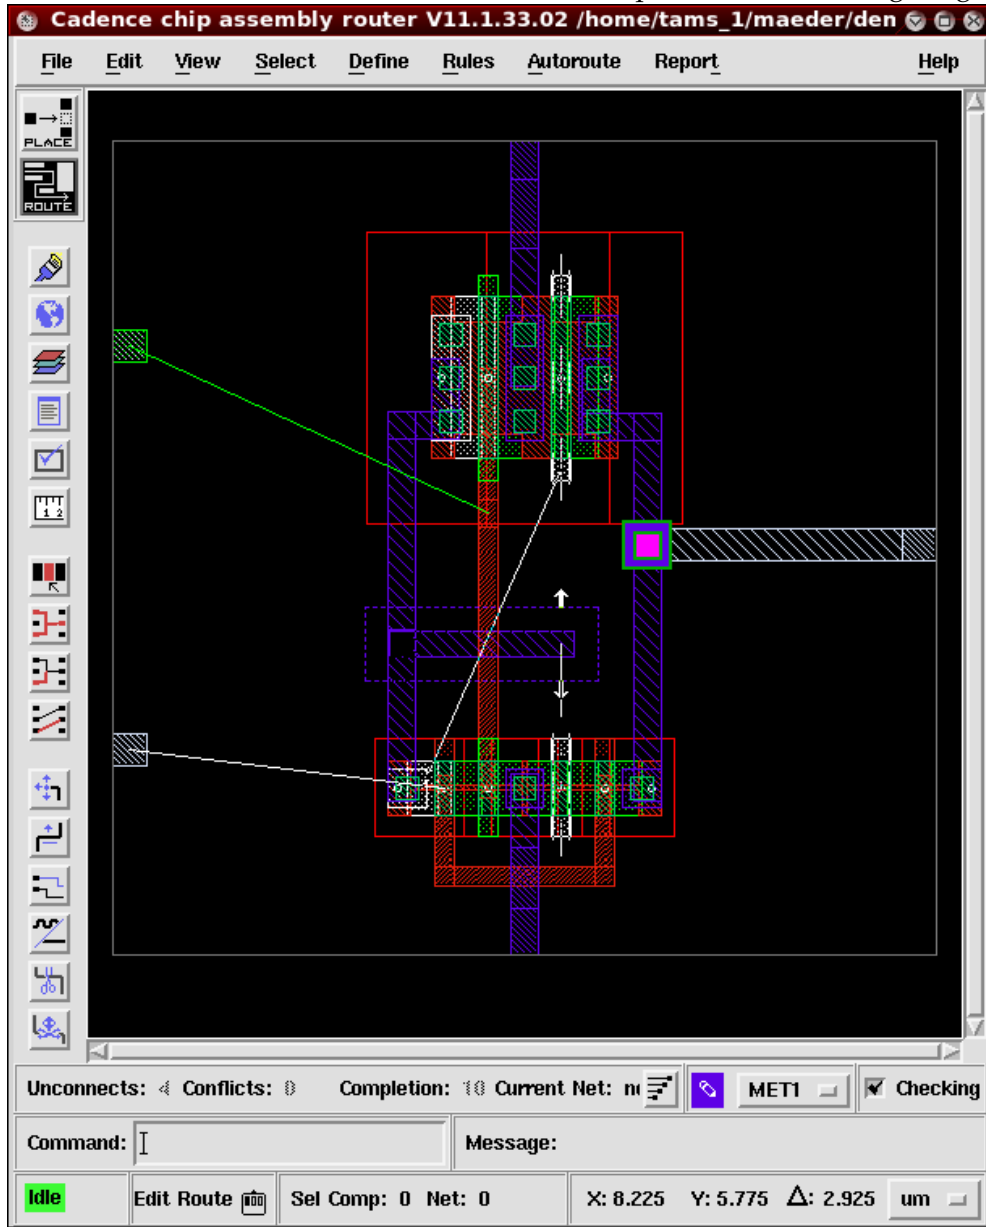 Cadence chip assembly router V11.1.33.02 /home/tams_1/maeder/den
File Edit View Select Define Rules Autoroute Report Help
PLACE
ROUTE
1 2
Unconnects: 4 Conflicts: 0 Completion: 10 Current Net: MET1 Checking
Command: Message:
Idle Edit Route Sel Comp: 0 Net: 0 X: 8.225 Y: 5.775 Δ: 2.925 um